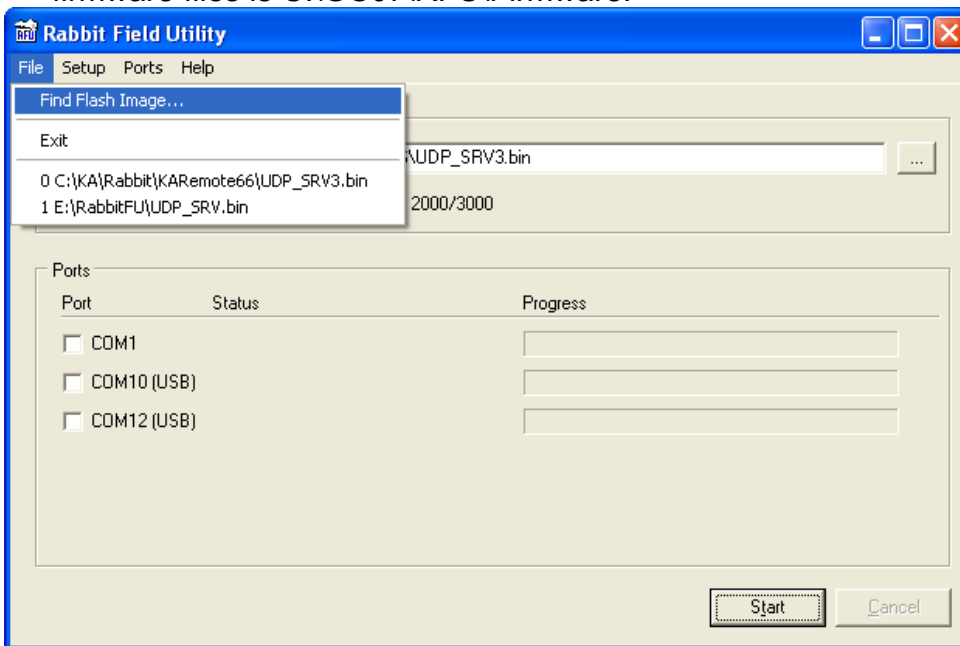 Rabbit Field Utility
File Setup Ports Help
Find Flash Image...
Exit
0 C:\KA\Rabbit\KARemote66\UDP_SRV3.bin
1 E:\RabbitFU\UDP_SRV.bin
\UDP_SRV3.bin
...
2000/3000
Ports
Port Status Progress
COM1
COM10 (USB)
COM12 (USB)
Start Cancel